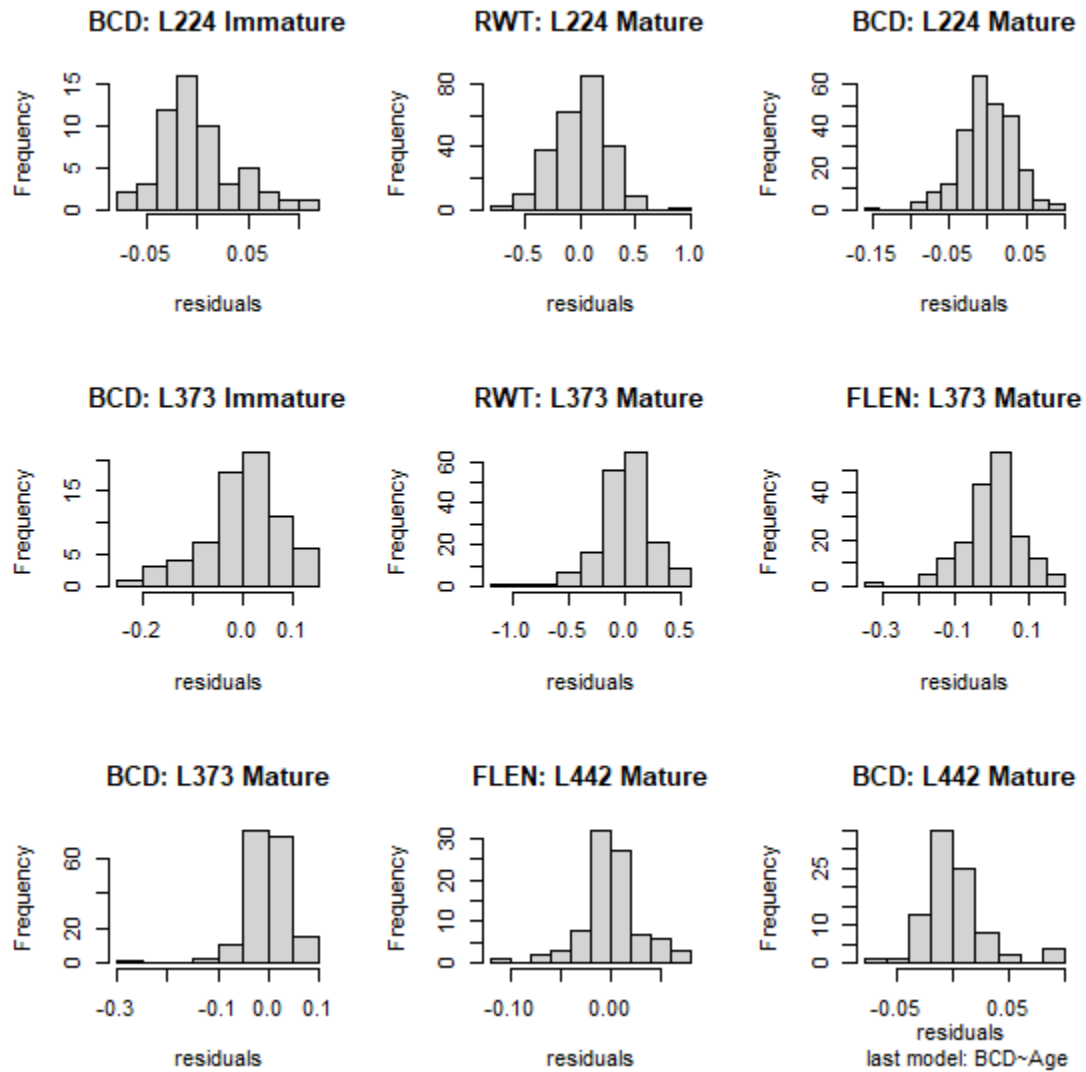 BCD: L224 Immature
Frequency
15
10
5
0
-0.05
0.05
residuals
RWT: L224 Mature
Frequency
80
40
0
-0.5
0.0
0.5
1.0
residuals
BCD: L224 Mature
Frequency
60
40
20
0
-0.15
-0.05
0.05
residuals
BCD: L373 Immature
Frequency
15
5
0
-0.2
0.0
0.1
residuals
RWT: L373 Mature
Frequency
60
40
20
0
-1.0
-0.5
0.0
0.5
residuals
FLEN: L373 Mature
Frequency
40
20
0
-0.3
-0.1
0.1
residuals
BCD: L373 Mature
Frequency
60
20
0
-0.3
-0.1
0.0
0.1
residuals
FLEN: L442 Mature
Frequency
30
20
10
0
-0.10
0.00
residuals
BCD: L442 Mature
Frequency
25
10
0
-0.05
0.05
residuals
last model: BCD~Age